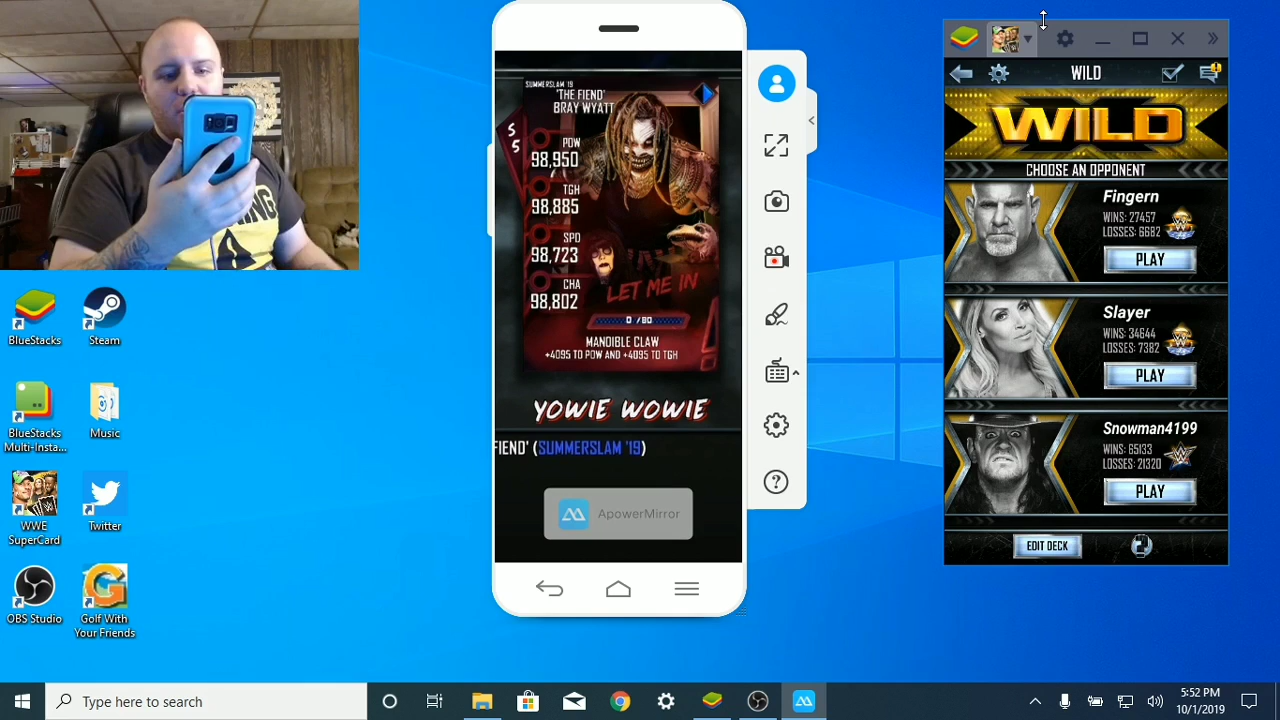 BlueStacks
Steam
BlueStacks
Multi-insta...
Music
WWE
SuperCard
Twitter
OBS Studio
Golf With
Your Friends
SUMMERSLAM '19
'THE FIEND'
BRAY WYATT
S
S
POW
98,950
TGH
98,885
SPD
98,723
CHA
98,802
LET ME IN
0 /80
MANDIBLE CLAW
+4095 TO POW AND +4095 TO TGH
YOWIE WOWIE
FIEND' (SUMMERSLAM '19)
ApowerMirror
WILD
WILD
CHOOSE AN OPPONENT
Fingern
WINS: 27457
LOSSES: 6682
PLAY
Slayer
WINS: 34644
LOSSES: 7382
PLAY
Snowman4199
WINS: 65133
LOSSES: 21320
PLAY
EDIT DECK
Type here to search
5:52 PM
10/1/2019